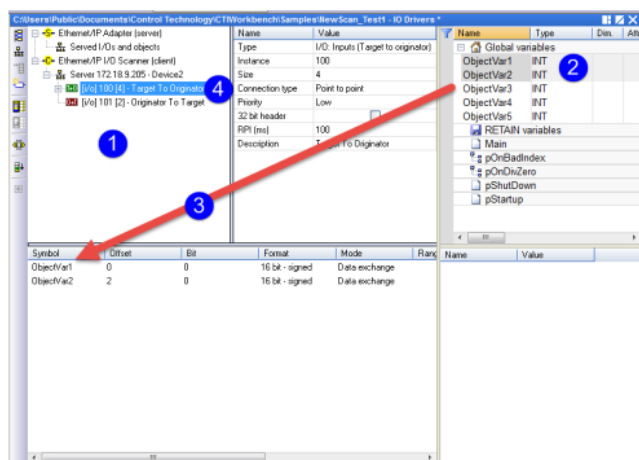 C:\Users\Public\Documents\Control Technology\CTIWorkbench\Samples\NewScan_Test1 - IO Drivers *
Ethernet/IP Adapter (server)
Served I/Os and objects
Ethernet/IP I/O Scanner (client)
Server 172.18.9.205 - Device2
[i/o] 100 [4] - Target To Originator
[i/o] 101 [2] - Originator To Target
1
4
3
Name Value
Type I/O: Inputs (Target to originator)
Instance 100
Size 4
Connection type Point to point
Priority Low
32 bit header
RPI (ms) 100
Description Target To Originator
Name Type Dim. Attr
Global variables
ObjectVar1 INT
ObjectVar2 INT
2
ObjectVar3 INT
ObjectVar4 INT
ObjectVar5 INT
RETAIN variables
Main
pOnBadIndex
pOnDivZero
pShutDown
pStartup
Symbol Offset Bit Format Mode Rang
ObjectVar1 0 0 16 bit - signed Data exchange
ObjectVar2 2 0 16 bit - signed Data exchange
Name Value